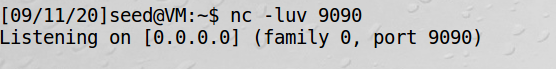 [09/11/20]seed@VM:~$ nc -luv 9090
Listening on [0.0.0.0] (family 0, port 9090)